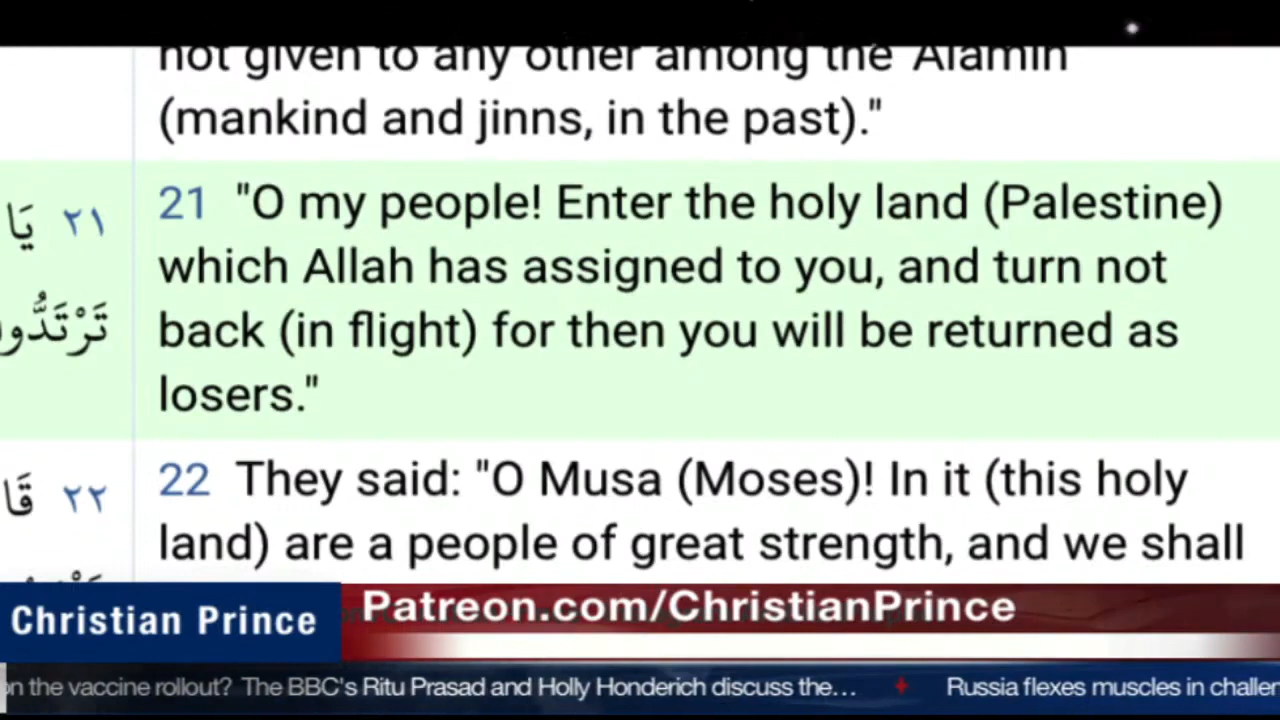 not given to any other among the 'Alamin
(mankind and jinns, in the past)."
21 "O my people! Enter the holy land (Palestine)
which Allah has assigned to you, and turn not
back (in flight) for then you will be returned as
losers."
٢١ يَا
تَرْتَدُّو
22 They said: "O Musa (Moses)! In it (this holy
land) are a people of great strength, and we shall
٢٢ قَا
Christian Prince
Patreon.com/ChristianPrince
on the vaccine rollout? The BBC's Ritu Prasad and Holly Honderich discuss the... Russia flexes muscles in challen